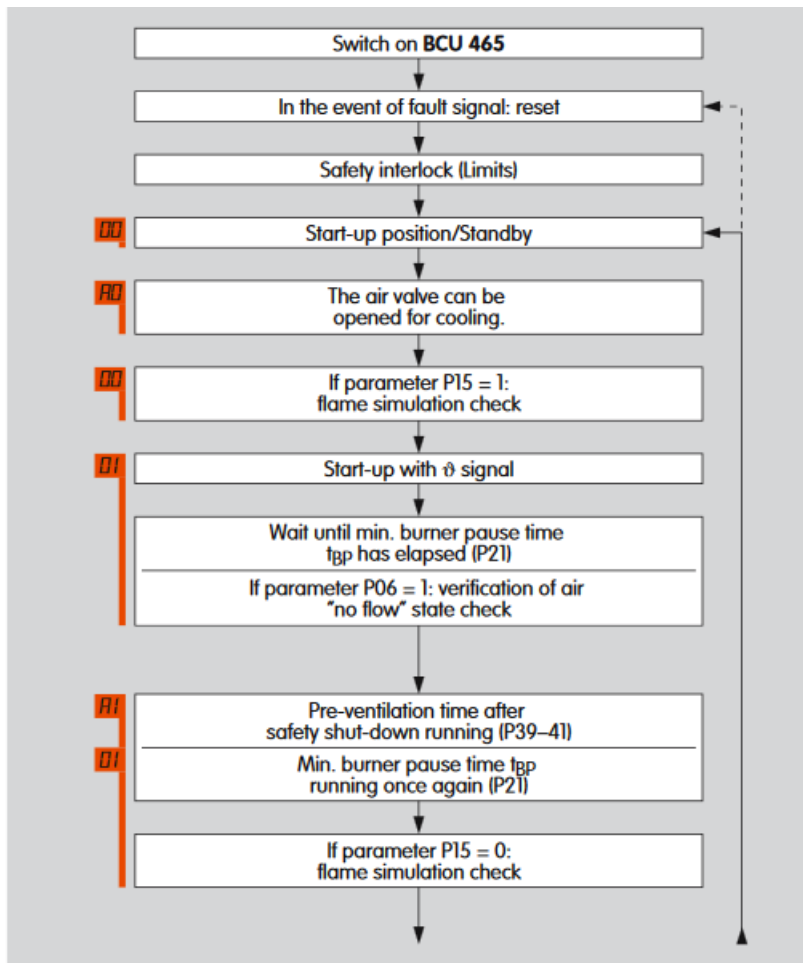 Switch on BCU 465
In the event of fault signal: reset
Safety interlock (Limits)
00
Start-up position/Standby
A0
The air valve can be
opened for cooling.
00
If parameter P15 = 1:
flame simulation check
01
Start-up with ϑ signal
Wait until min. burner pause time
tBP has elapsed (P21)
If parameter P06 = 1: verification of air
"no flow" state check
A1
Pre-ventilation time after
safety shut-down running (P39–41)
01
Min. burner pause time tBP
running once again (P21)
If parameter P15 = 0:
flame simulation check